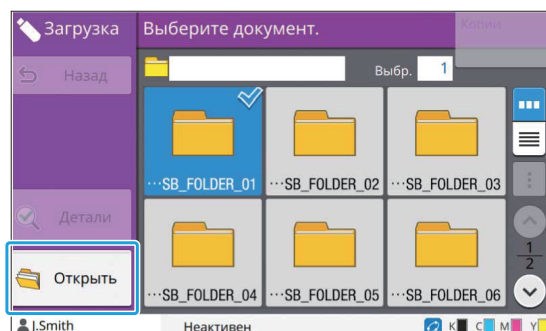 Загрузка
Выберите документ.
Копии
Назад
Выбр. 1
···SB_FOLDER_01
···SB_FOLDER_02
···SB_FOLDER_03
Детали
Открыть
1
2
···SB_FOLDER_04
···SB_FOLDER_05
···SB_FOLDER_06
J.Smith
Неактивен
K C M Y